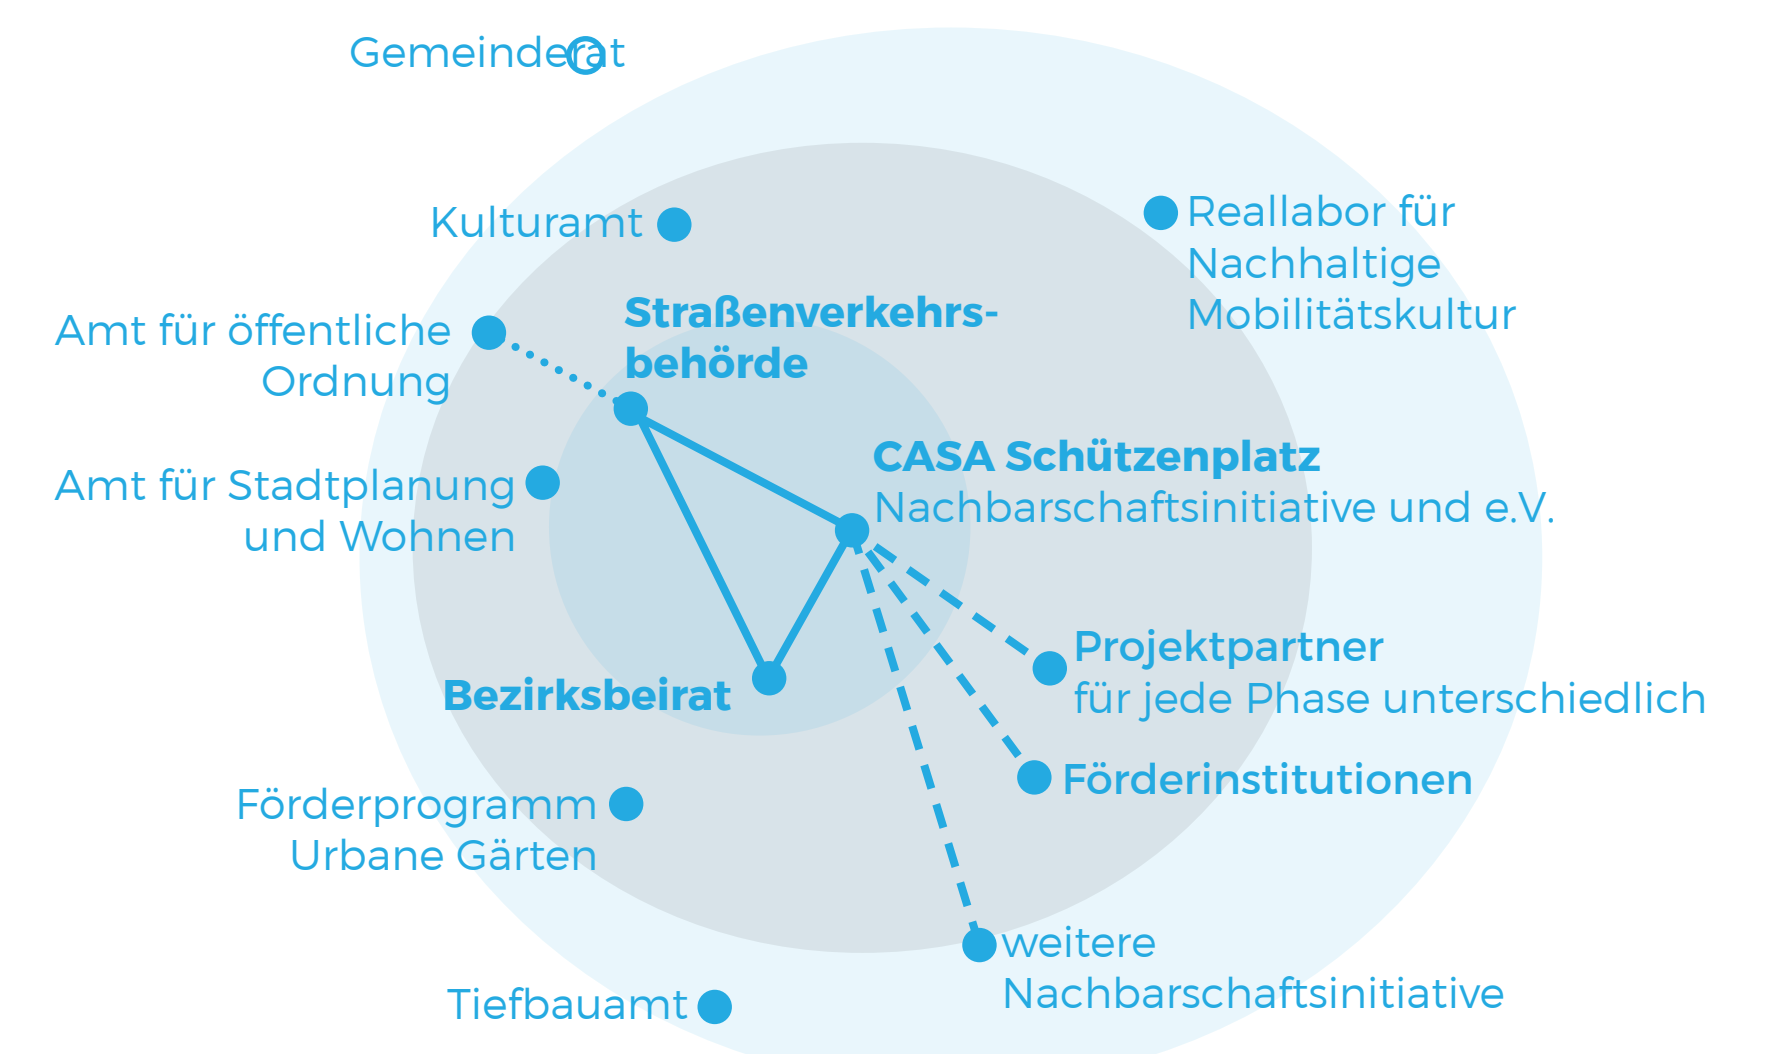 Gemeinderat
Kulturamt
Reallabor für
Nachhaltige
Mobilitätskultur
Amt für öffentliche
Ordnung
Straßenverkehrs-
behörde
Amt für Stadtplanung
und Wohnen
CASA Schützenplatz
Nachbarschaftsinitiative und e.V.
Bezirksbeirat
Projektpartner
für jede Phase unterschiedlich
Förderinstitutionen
Förderprogramm
Urbane Gärten
weitere
Nachbarschaftsinitiative
Tiefbauamt